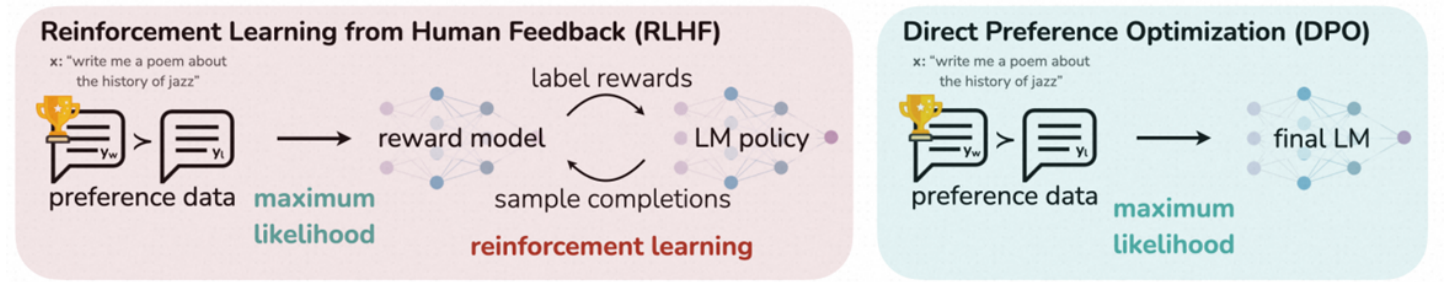 Reinforcement Learning from Human Feedback (RLHF)
x: “write me a poem about
the history of jazz”
label rewards
yw
≻
yl
reward model
LM policy
preference data
maximum
likelihood
sample completions
reinforcement learning
Direct Preference Optimization (DPO)
x: “write me a poem about
the history of jazz”
yw
≻
yl
final LM
preference data
maximum
likelihood